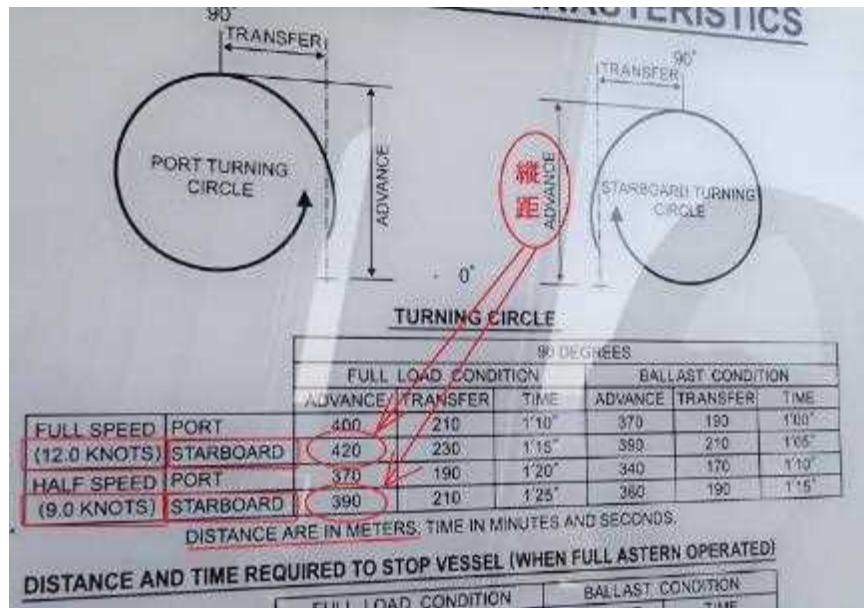 CHARACTERISTICS
90°
TRANSFER
PORT TURNING
CIRCLE
ADVANCE
縱距
ADVANCE
90°
TRANSFER
STARBOARD TURNING
CIRCLE
0°
TURNING CIRCLE
90 DEGREES
FULL LOAD CONDITION BALLAST CONDITION
ADVANCE TRANSFER TIME ADVANCE TRANSFER TIME
FULL SPEED PORT 400 210 1'10" 370 190 1'00"
(12.0 KNOTS) STARBOARD 420 230 1'15" 390 210 1'05"
HALF SPEED PORT 370 190 1'20" 340 170 1'10"
(9.0 KNOTS) STARBOARD 390 210 1'25" 360 190 1'15"
DISTANCE ARE IN METERS, TIME IN MINUTES AND SECONDS.
DISTANCE AND TIME REQUIRED TO STOP VESSEL (WHEN FULL ASTERN OPERATED)
FULL LOAD CONDITION BALLAST CONDITION
TIME